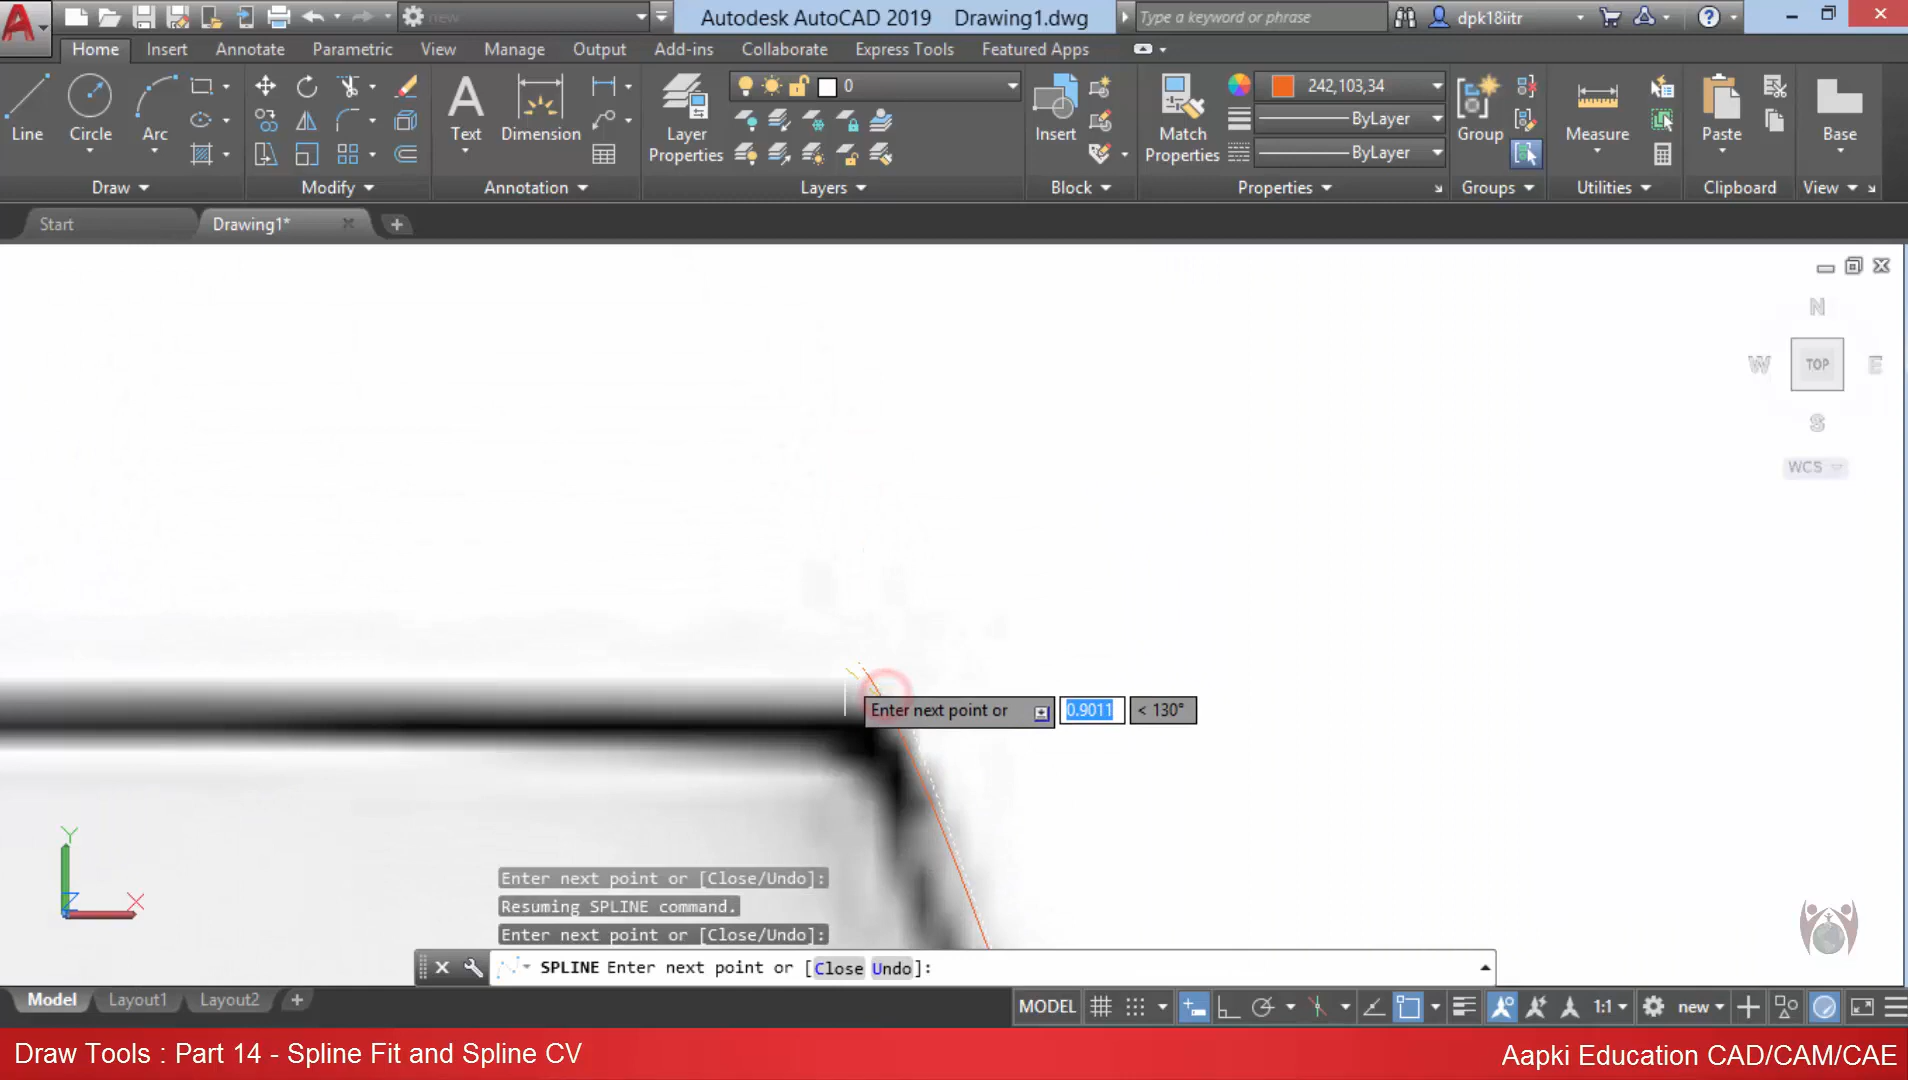 new
Autodesk AutoCAD 2019 Drawing1.dwg
Type a keyword or phrase
dpk18iitr
Home Insert Annotate Parametric View Manage Output Add-ins Collaborate Express Tools Featured Apps
0
242,103,34
ByLayer
ByLayer
Line Circle Arc Text Dimension Layer Properties Insert Match Properties Group Measure Paste Base
Draw Modify Annotation Layers Block Properties Groups Utilities Clipboard View
Start Drawing1*
N
W TOP E
S
WCS
Enter next point or 0.9011 < 130°
Y
Z X
Enter next point or [Close/Undo]:
Resuming SPLINE command.
Enter next point or [Close/Undo]:
SPLINE Enter next point or [Close Undo]:
Model Layout1 Layout2
MODEL 1:1 new
Draw Tools : Part 14 - Spline Fit and Spline CV
Aapki Education CAD/CAM/CAE